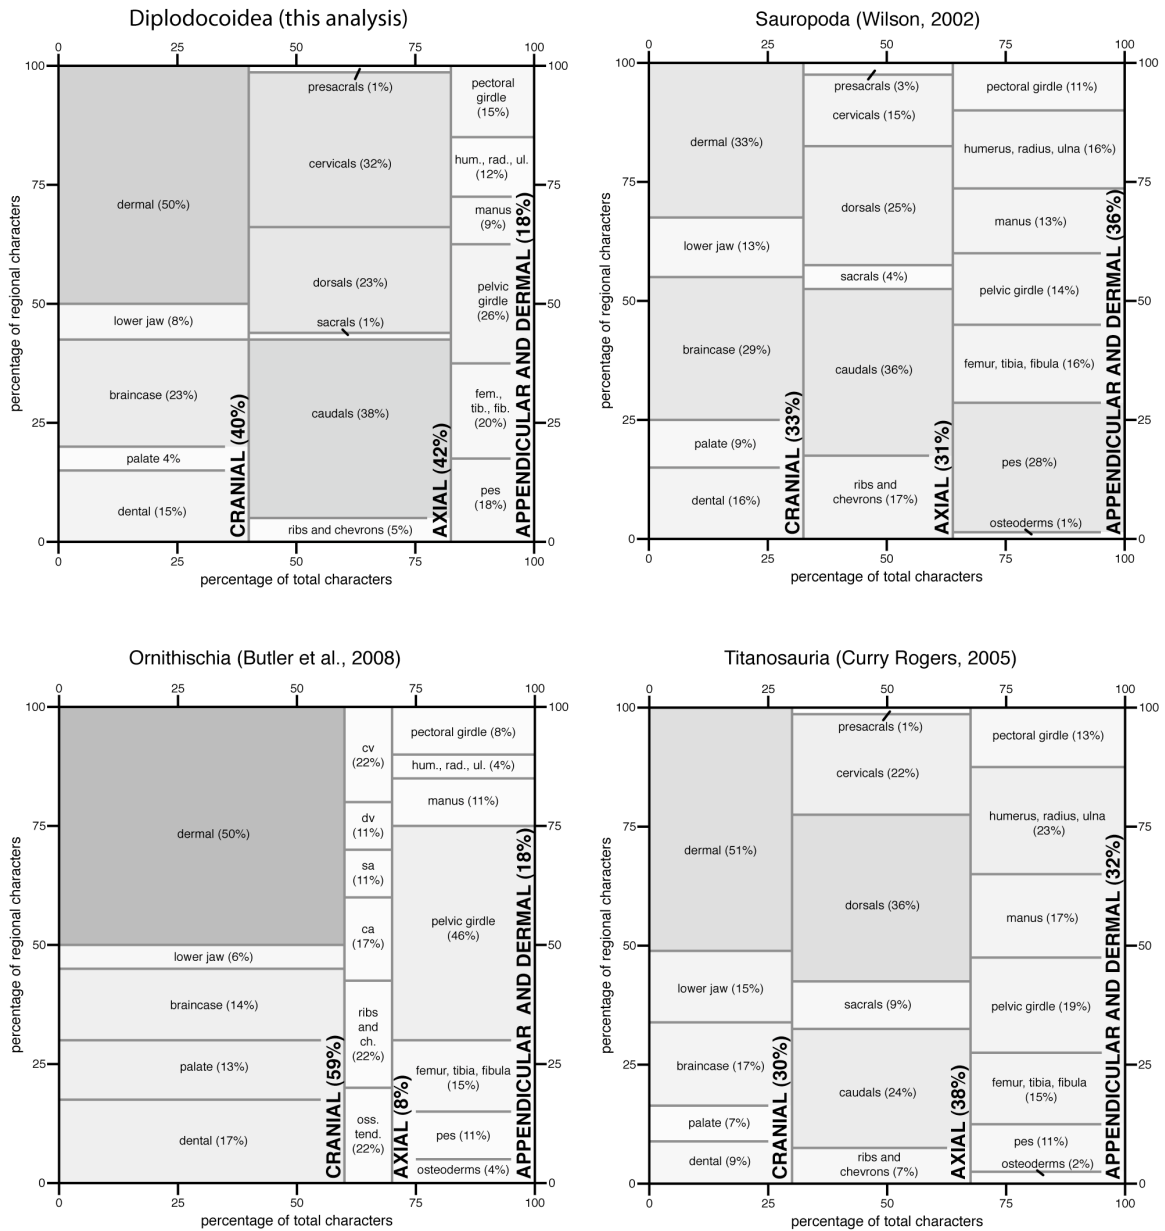 Diplodocoidea (this analysis)
0 25 50 75 100
100 100
75 75
50 50
25 25
0 0
percentage of regional characters
dermal (50%)
lower jaw (8%)
braincase (23%)
palate 4%
dental (15%)
CRANIAL (40%)
presacrals (1%)
cervicals (32%)
dorsals (23%)
sacrals (1%)
caudals (38%)
ribs and chevrons (5%)
AXIAL (42%)
pectoral
girdle
(15%)
hum., rad., ul.
(12%)
manus
(9%)
pelvic
girdle
(26%)
fem.,
tib., fib.
(20%)
pes
(18%)
APPENDICULAR AND DERMAL (18%)
0 25 50 75 100
percentage of total characters
Sauropoda (Wilson, 2002)
0 25 50 75 100
100 100
75 75
50 50
25 25
0 0
percentage of regional characters
dermal (33%)
lower jaw (13%)
braincase (29%)
palate (9%)
dental (16%)
CRANIAL (33%)
presacrals (3%)
cervicals (15%)
dorsals (25%)
sacrals (4%)
caudals (36%)
ribs and
chevrons (17%)
AXIAL (31%)
pectoral girdle (11%)
humerus, radius, ulna (16%)
manus (13%)
pelvic girdle (14%)
femur, tibia, fibula (16%)
pes (28%)
osteoderms (1%)
APPENDICULAR AND DERMAL (36%)
0 25 50 75 100
percentage of total characters
Ornithischia (Butler et al., 2008)
0 25 50 75 100
100 100
75 75
50 50
25 25
0 0
percentage of regional characters
dermal (50%)
lower jaw (6%)
braincase (14%)
palate (13%)
dental (17%)
CRANIAL (59%)
cv
(22%)
dv
(11%)
sa
(11%)
ca
(17%)
ribs
and
ch.
(22%)
oss.
tend.
(22%)
AXIAL (8%)
pectoral girdle (8%)
hum., rad., ul. (4%)
manus (11%)
pelvic girdle
(46%)
femur, tibia, fibula
(15%)
pes (11%)
osteoderms (4%)
APPENDICULAR AND DERMAL (18%)
0 25 50 75 100
percentage of total characters
Titanosauria (Curry Rogers, 2005)
0 25 50 75 100
100 100
75 75
50 50
25 25
0 0
percentage of regional characters
dermal (51%)
lower jaw (15%)
braincase (17%)
palate (7%)
dental (9%)
CRANIAL (30%)
presacrals (1%)
cervicals (22%)
dorsals (36%)
sacrals (9%)
caudals (24%)
ribs and
chevrons (7%)
AXIAL (38%)
pectoral girdle (13%)
humerus, radius, ulna
(23%)
manus (17%)
pelvic girdle (19%)
femur, tibia, fibula
(15%)
pes (11%)
osteoderms (2%)
APPENDICULAR AND DERMAL (32%)
0 25 50 75 100
percentage of total characters